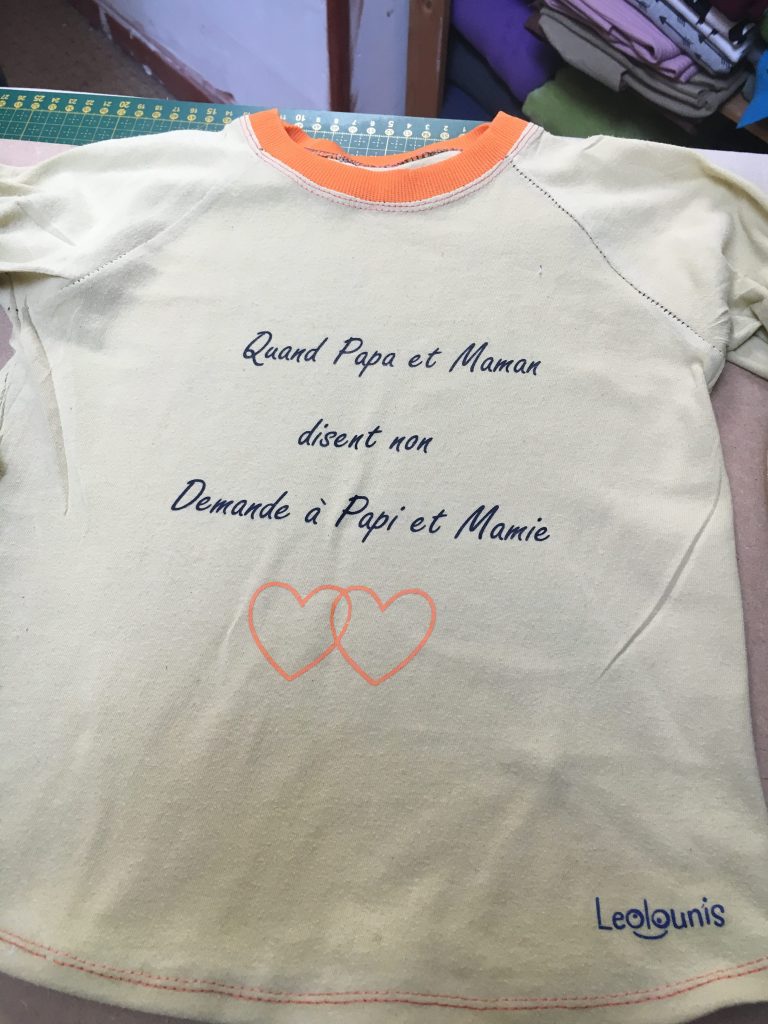 Quand Papa et Maman
disent non
Demande à Papi et Mamie
Leolounis